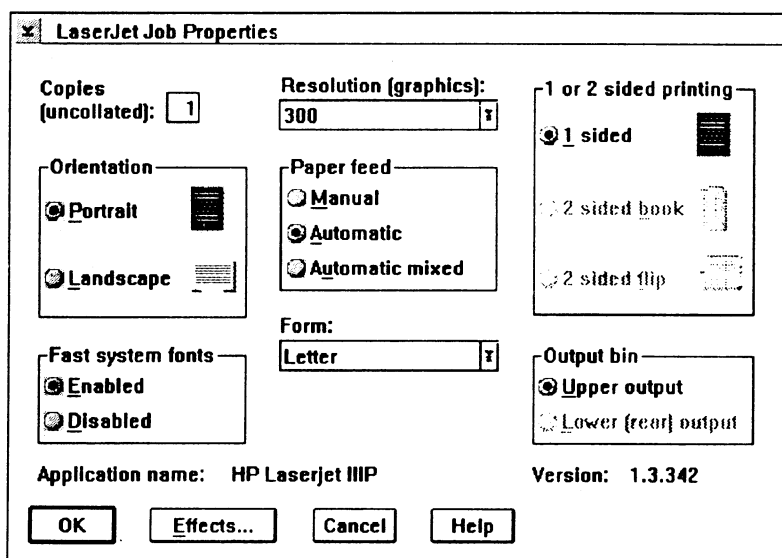 LaserJet Job Properties
Copies
(uncollated): 1
Resolution (graphics):
300
1 or 2 sided printing
1 sided
2 sided book
2 sided flip
Orientation
Portrait
Landscape
Paper feed
Manual
Automatic
Automatic mixed
Form:
Letter
Fast system fonts
Enabled
Disabled
Output bin
Upper output
Lower (rear) output
Application name: HP Laserjet IIIP
Version: 1.3.342
OK
Effects...
Cancel
Help